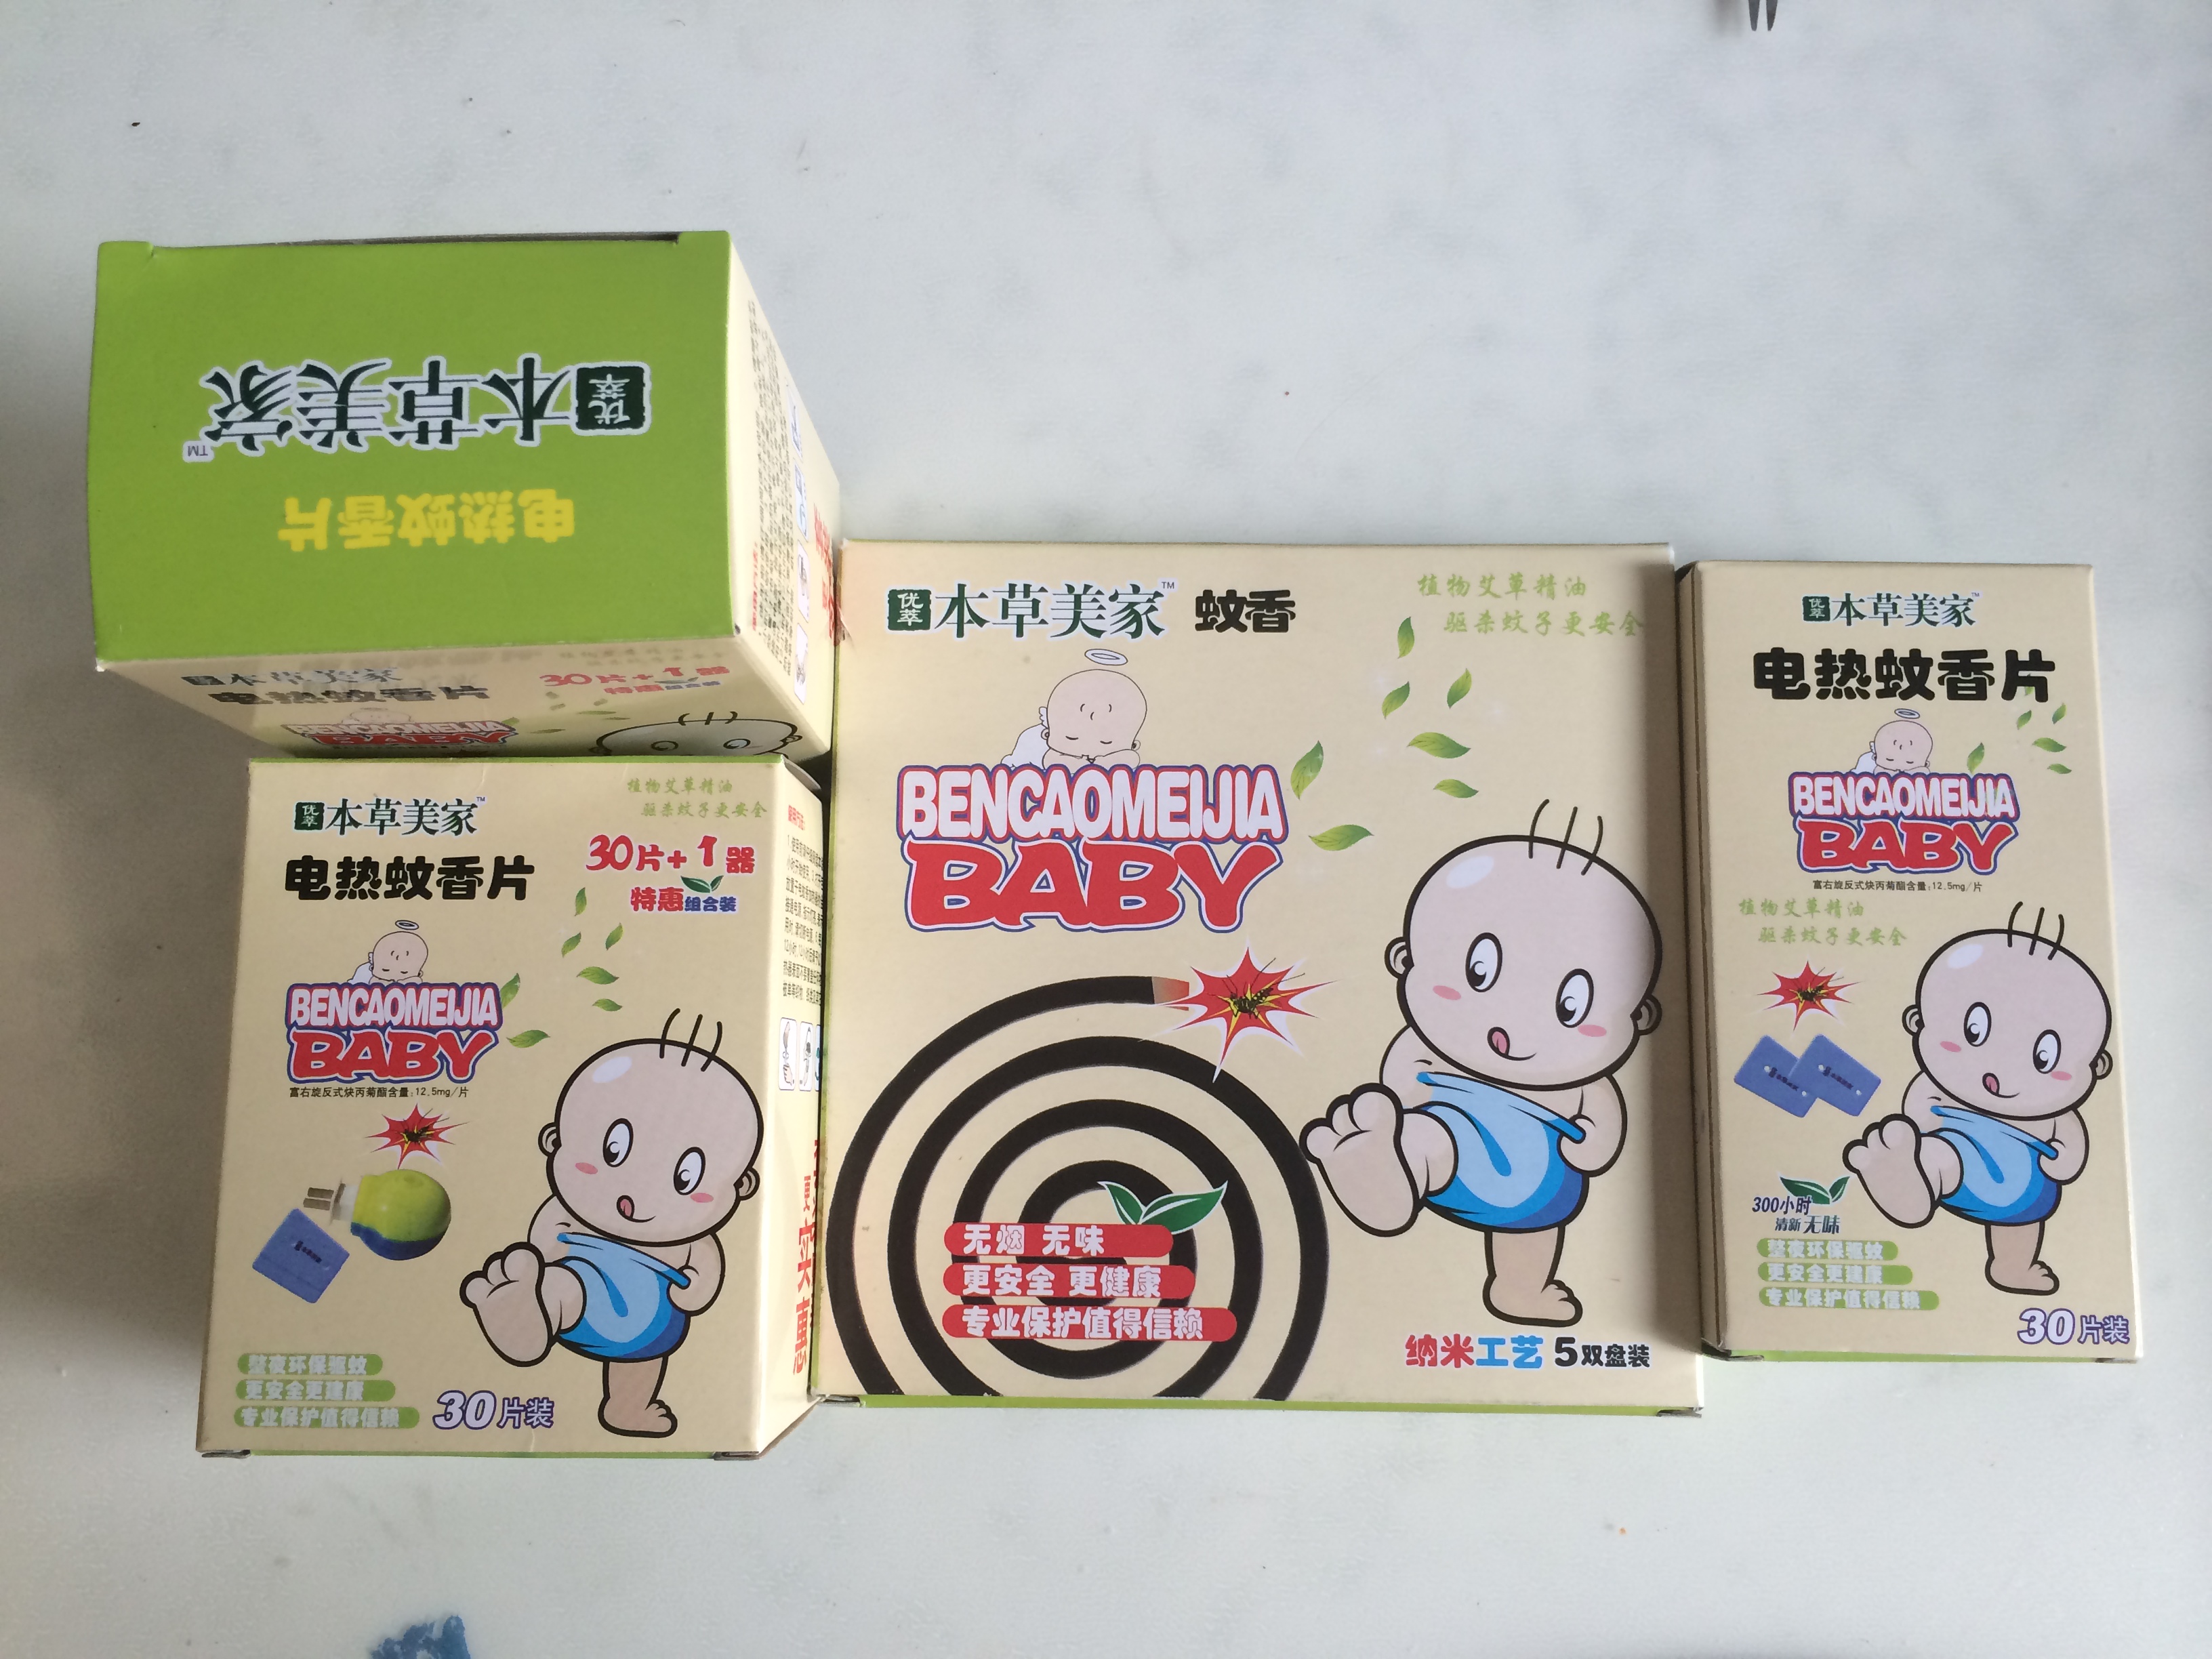 优萃 本草美家™
电热蚊香片
优萃 本草美家
电热蚊香片
30片+1器
特惠组合装
BENCAOMEIJIA
BABY
优萃 本草美家™
植物艾草精油
驱杀蚊子更安全
电热蚊香片
30片+1器
特惠组合装
BENCAOMEIJIA
BABY
富右旋反式炔丙菊酯含量:12.5mg/片
整夜环保驱蚊
更安全更健康
专业保护值得信赖
30片装
更实惠
优萃 本草美家™ 蚊香
植物艾草精油
驱杀蚊子更安全
BENCAOMEIJIA
BABY
无烟 无味
更安全 更健康
专业保护值得信赖
纳米工艺 5双盘装
优萃 本草美家™
电热蚊香片
BENCAOMEIJIA
BABY
富右旋反式炔丙菊酯含量:12.5mg/片
植物艾草精油
驱杀蚊子更安全
300小时
清新无味
整夜环保驱蚊
更安全更健康
专业保护值得信赖
30片装